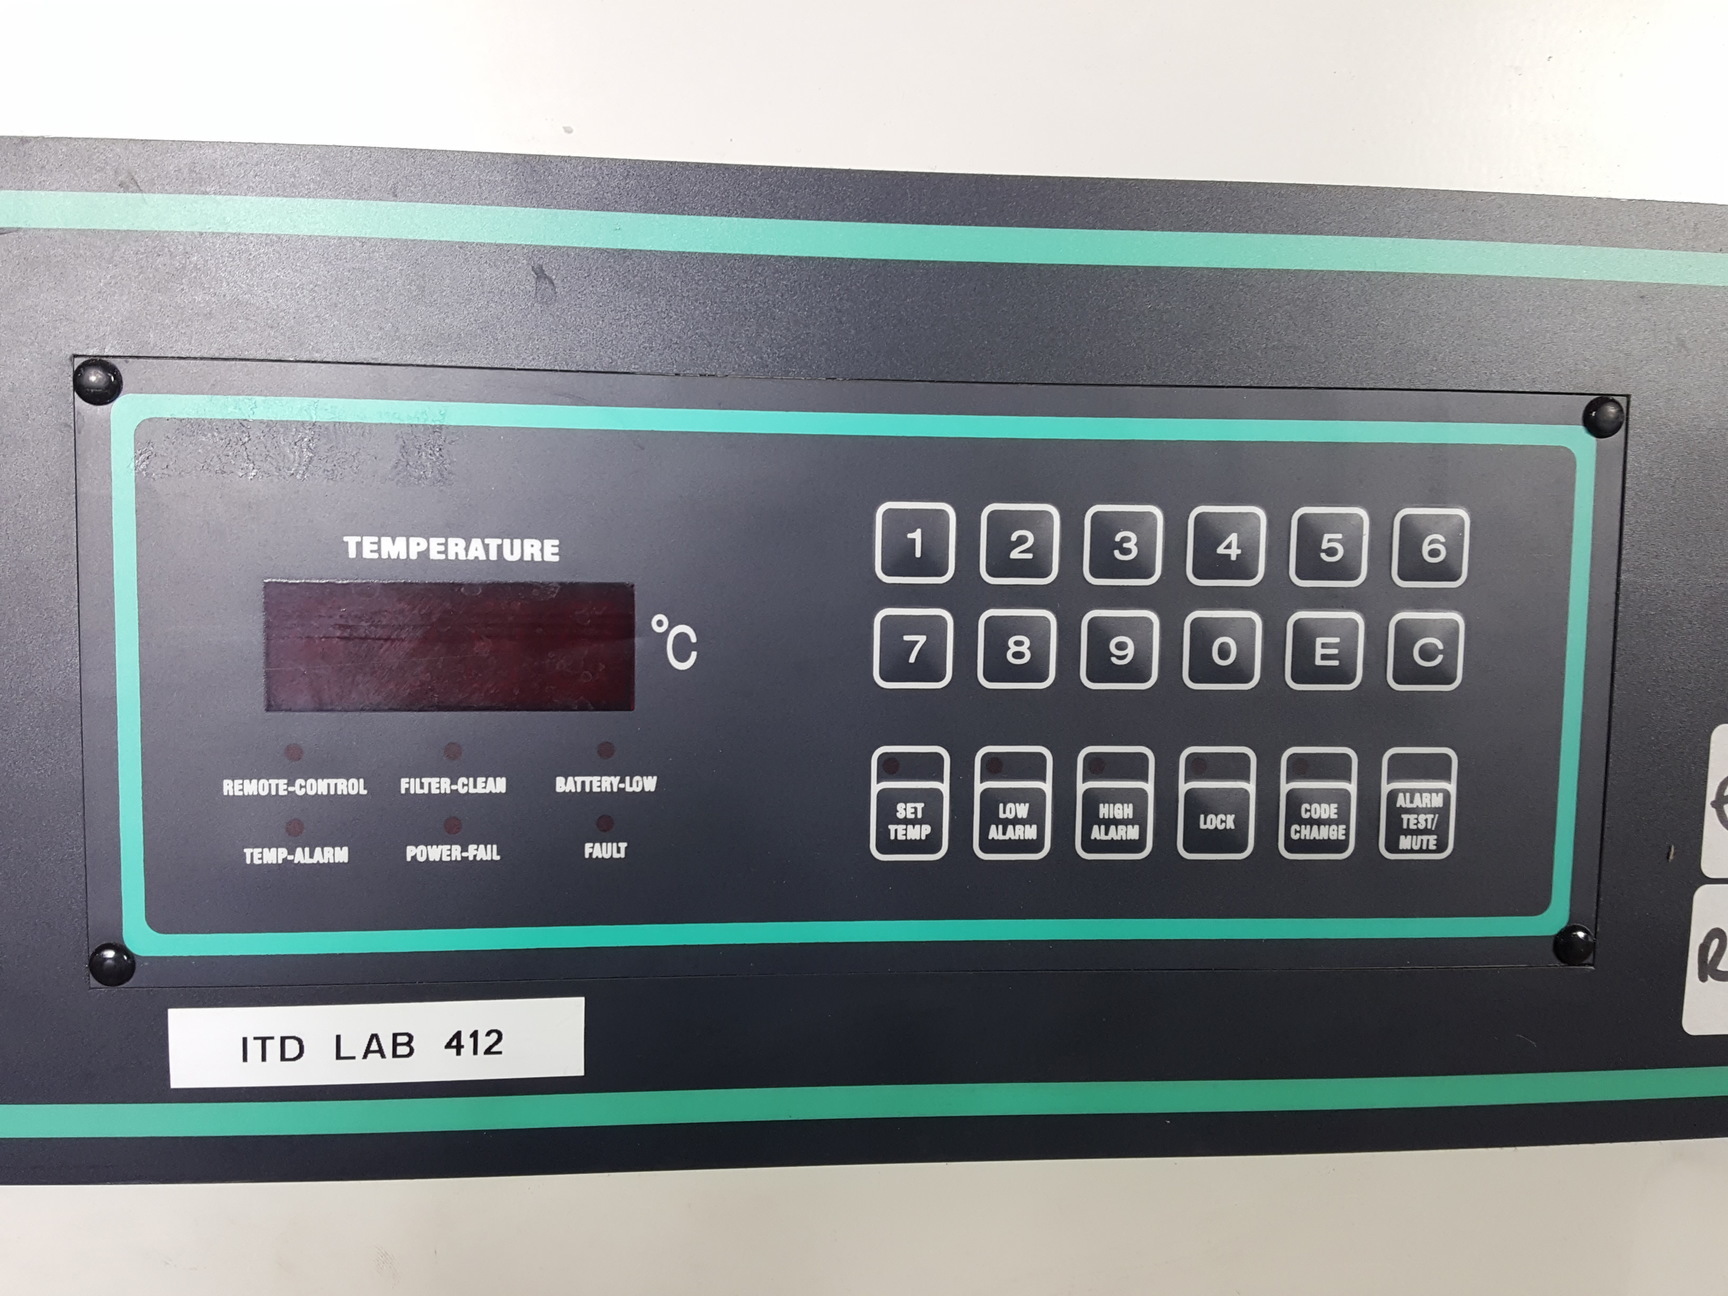 TEMPERATURE
°C
REMOTE-CONTROL FILTER-CLEAN BATTERY-LOW
TEMP-ALARM POWER-FAIL FAULT
1 2 3 4 5 6
7 8 9 0 E C
SET
TEMP
LOW
ALARM
HIGH
ALARM
LOCK
CODE
CHANGE
ALARM
TEST/
MUTE
ITD LAB 412
R